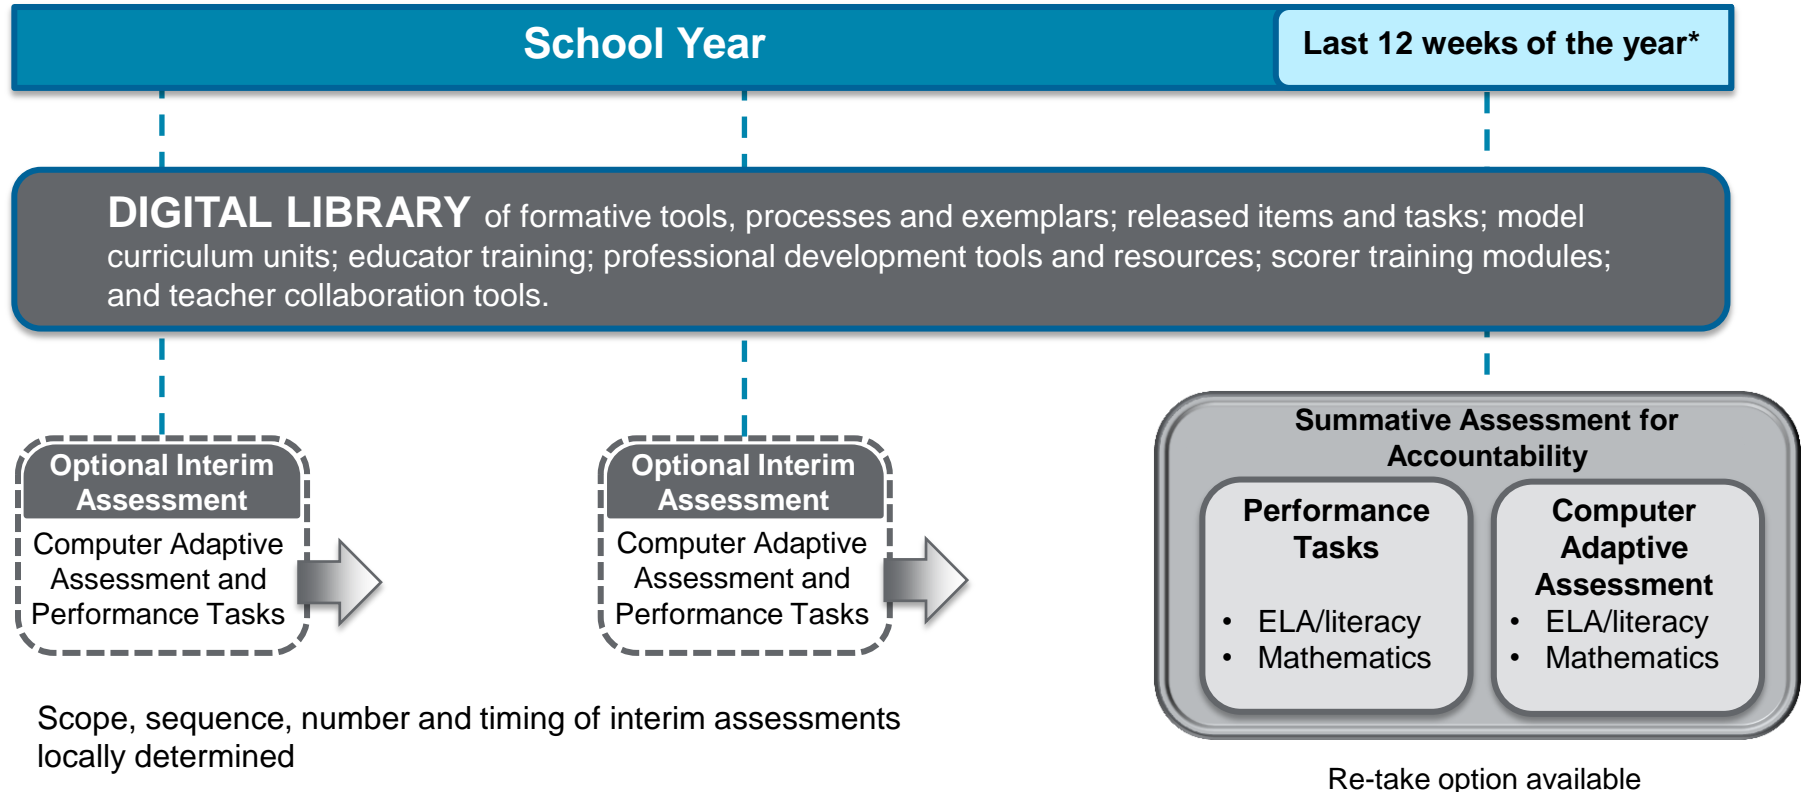 School Year
Last 12 weeks of the year*
DIGITAL LIBRARY of formative tools, processes and exemplars; released items and tasks; model
curriculum units; educator training; professional development tools and resources; scorer training modules;
and teacher collaboration tools.
Optional Interim
Assessment
Computer Adaptive
Assessment and
Performance Tasks
Optional Interim
Assessment
Computer Adaptive
Assessment and
Performance Tasks
Summative Assessment for
Accountability
Performance
Tasks
• ELA/literacy
• Mathematics
Computer
Adaptive
Assessment
• ELA/literacy
• Mathematics
Scope, sequence, number and timing of interim assessments
locally determined
Re-take option available